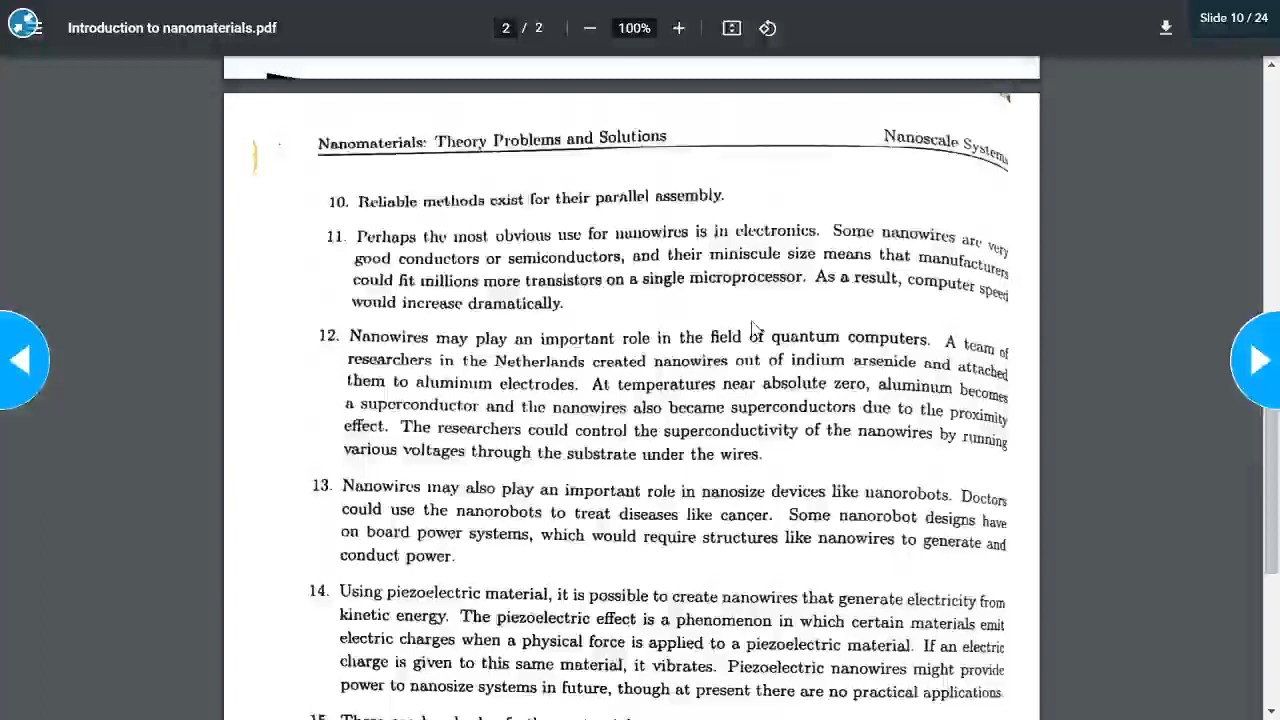 Introduction to nanomaterials.pdf
2 / 2
100%
Slide 10 / 24
Nanomaterials: Theory Problems and Solutions
Nanoscale Systems
10. Reliable methods exist for their parallel assembly.
11. Perhaps the most obvious use for nanowires is in electronics. Some nanowires are very
good conductors or semiconductors, and their miniscule size means that manufacturers
could fit millions more transistors on a single microprocessor. As a result, computer speed
would increase dramatically.
12. Nanowires may play an important role in the field of quantum computers. A team of
researchers in the Netherlands created nanowires out of indium arsenide and attached
them to aluminum electrodes. At temperatures near absolute zero, aluminum becomes
a superconductor and the nanowires also became superconductors due to the proximity
effect. The researchers could control the superconductivity of the nanowires by running
various voltages through the substrate under the wires.
13. Nanowires may also play an important role in nanosize devices like nanorobots. Doctors
could use the nanorobots to treat diseases like cancer. Some nanorobot designs have
on board power systems, which would require structures like nanowires to generate and
conduct power.
14. Using piezoelectric material, it is possible to create nanowires that generate electricity from
kinetic energy. The piezoelectric effect is a phenomenon in which certain materials emit
electric charges when a physical force is applied to a piezoelectric material. If an electric
charge is given to this same material, it vibrates. Piezoelectric nanowires might provide
power to nanosize systems in future, though at present there are no practical applications
15.